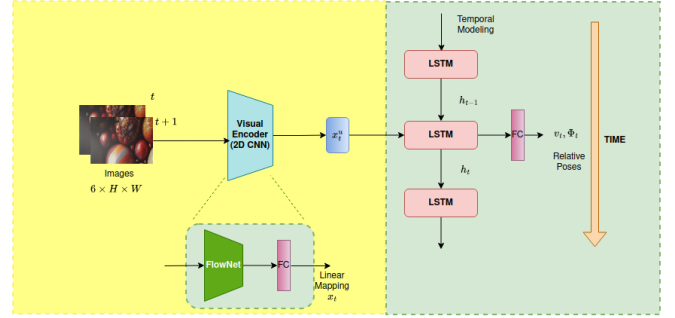 Temporal
Modeling
LSTM
t
t + 1
h_{t-1}
Visual
Encoder
(2D CNN)
x_t^u
LSTM
FC
v_t, Φ_t
TIME
Relative
Poses
Images
6 × H × W
h_t
LSTM
FlowNet
FC
Linear
Mapping
x_t